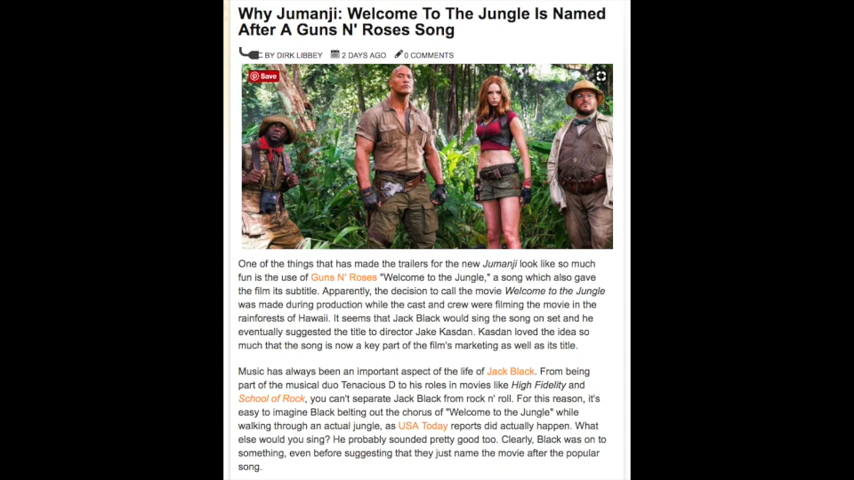 Why Jumanji: Welcome To The Jungle Is Named
After A Guns N' Roses Song
BY DIRK LIBBEY 2 DAYS AGO 0 COMMENTS
Save
One of the things that has made the trailers for the new Jumanji look like so much
fun is the use of Guns N' Roses "Welcome to the Jungle," a song which also gave
the film its subtitle. Apparently, the decision to call the movie Welcome to the Jungle
was made during production while the cast and crew were filming the movie in the
rainforests of Hawaii. It seems that Jack Black would sing the song on set and he
eventually suggested the title to director Jake Kasdan. Kasdan loved the idea so
much that the song is now a key part of the film's marketing as well as its title.
Music has always been an important aspect of the life of Jack Black. From being
part of the musical duo Tenacious D to his roles in movies like High Fidelity and
School of Rock, you can't separate Jack Black from rock n' roll. For this reason, it's
easy to imagine Black belting out the chorus of "Welcome to the Jungle" while
walking through an actual jungle, as USA Today reports did actually happen. What
else would you sing? He probably sounded pretty good too. Clearly, Black was on to
something, even before suggesting that they just name the movie after the popular
song.